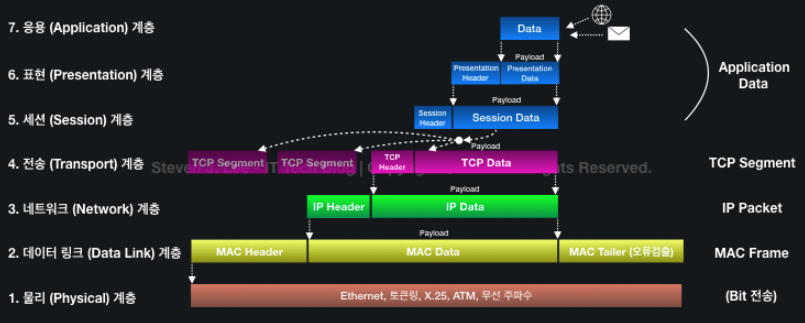 7. 응용 (Application) 계층
Data
Payload
6. 표현 (Presentation) 계층
Presentation Header
Presentation Data
Application Data
Payload
5. 세션 (Session) 계층
Session Header
Session Data
Payload
4. 전송 (Transport) 계층
TCP Segment
TCP Segment
TCP Header
TCP Data
TCP Segment
Rights Reserved.
Payload
3. 네트워크 (Network) 계층
IP Header
IP Data
IP Packet
Payload
2. 데이터 링크 (Data Link) 계층
MAC Header
MAC Data
MAC Tailer (오류검출)
MAC Frame
1. 물리 (Physical) 계층
Ethernet, 토큰링, X.25, ATM, 무선 주파수
(Bit 전송)